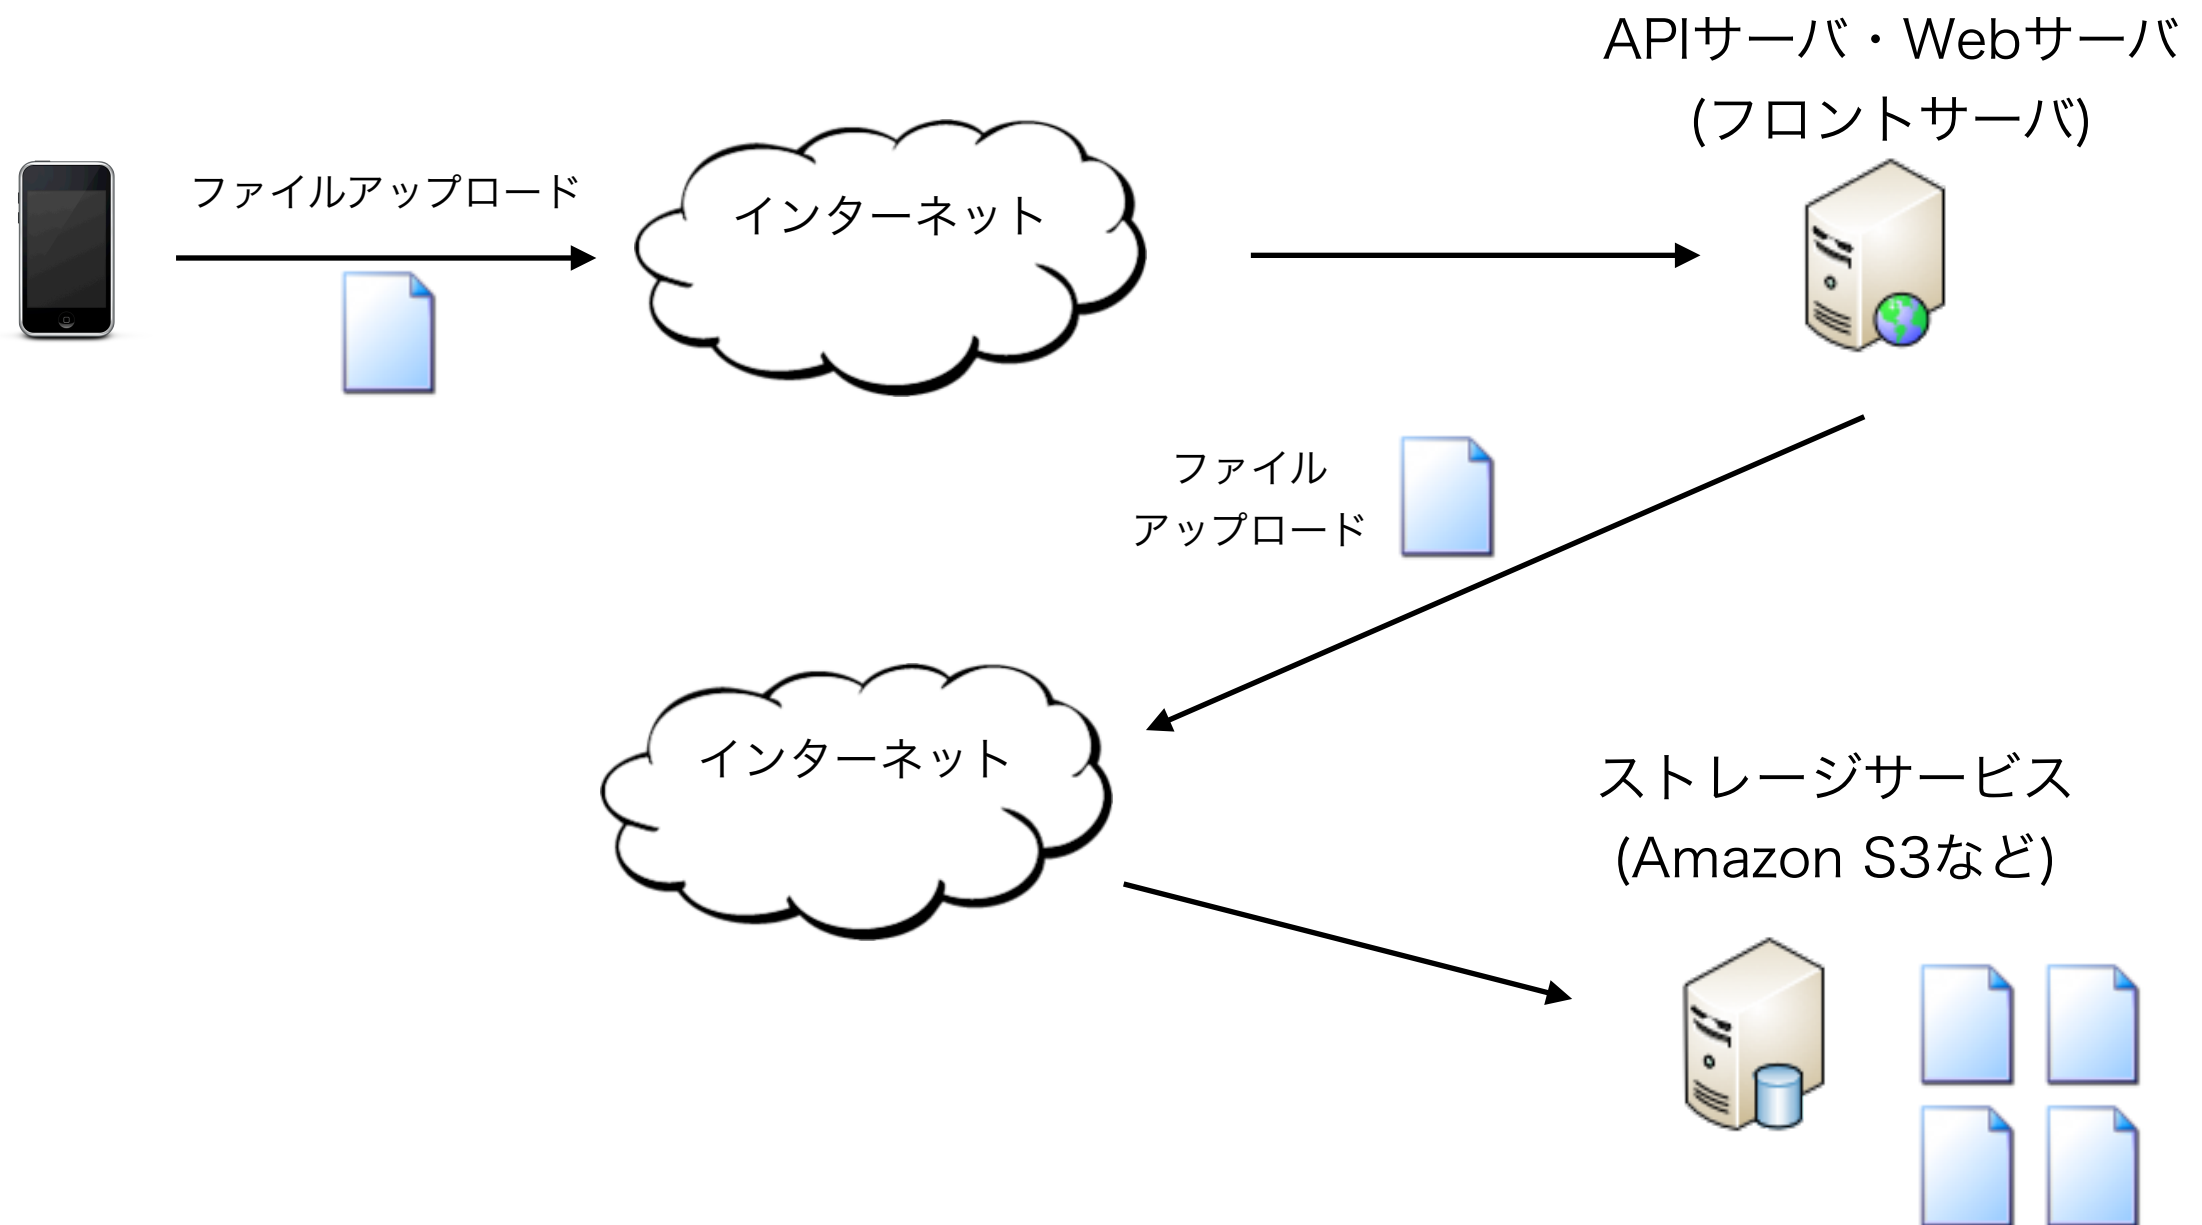 APIサーバ・Webサーバ
(フロントサーバ)
ファイルアップロード
インターネット
ファイル
アップロード
インターネット
ストレージサービス
(Amazon S3など)